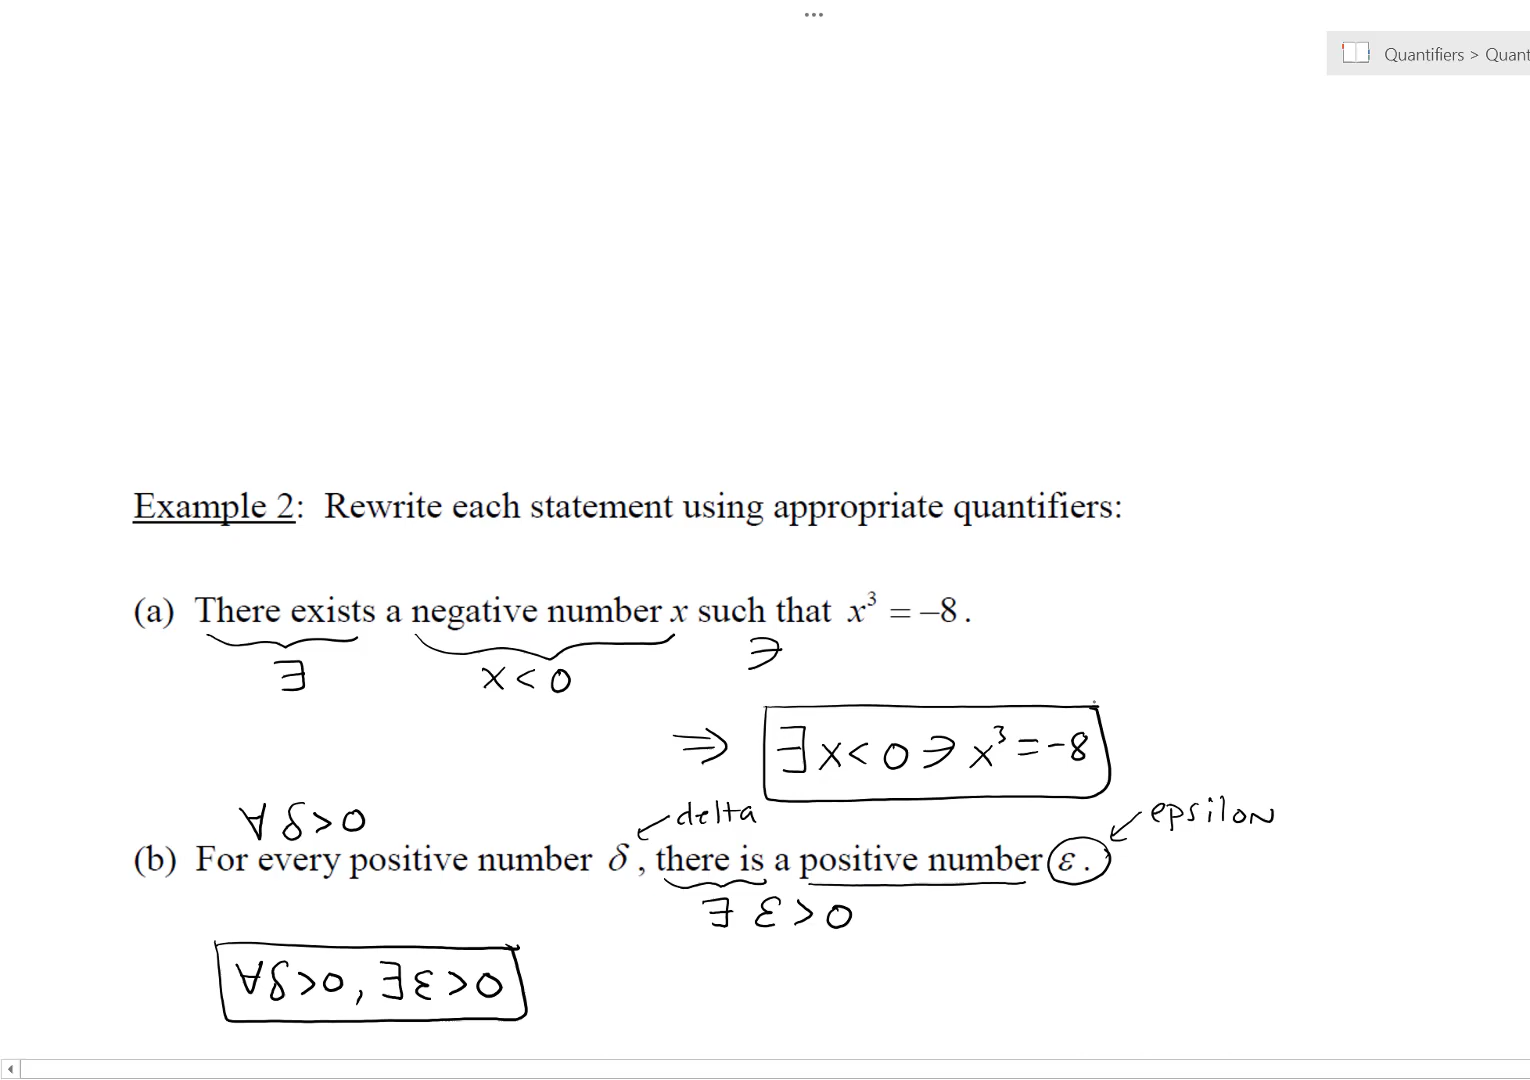 ...
Quantifiers > Quant
Example 2: Rewrite each statement using appropriate quantifiers:
(a) There exists a negative number x such that x³ = –8.
∃ x < 0 ∋
⇒ ∃ x < 0 ∋ x³ = -8
∀ δ > 0 delta epsilon
(b) For every positive number δ, there is a positive number ε.
∃ ε > 0
∀ δ > 0, ∃ ε > 0